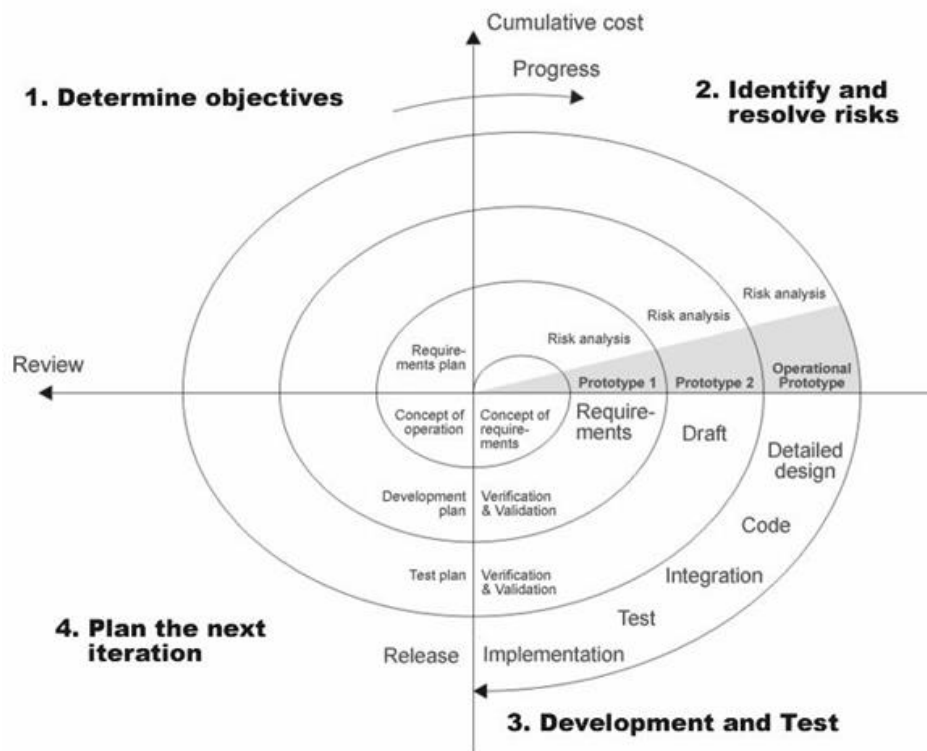 Cumulative cost
Progress
1. Determine objectives
2. Identify and
resolve risks
Risk analysis
Risk analysis
Risk analysis
Require-
ments plan
Review
Prototype 1
Prototype 2
Operational
Prototype
Concept of
operation
Concept of
require-
ments
Require-
ments
Draft
Detailed
design
Development
plan
Verification
& Validation
Code
Test plan
Verification
& Validation
Integration
Test
4. Plan the next
iteration
Release
Implementation
3. Development and Test